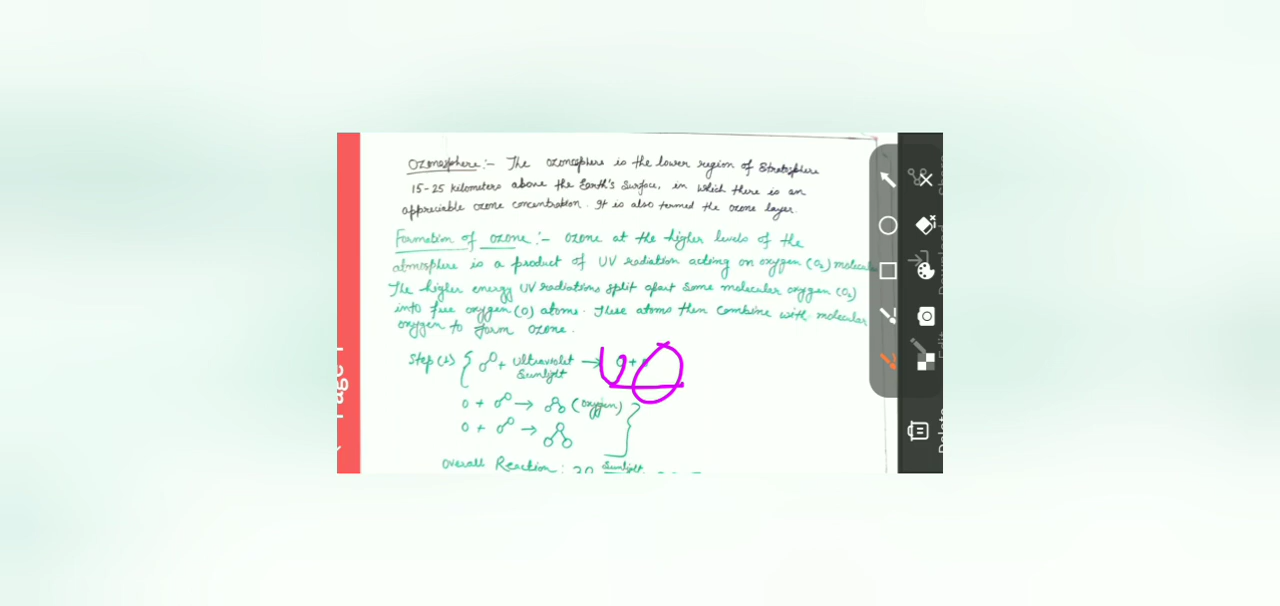 Ozonosphere :- The ozonosphere is the lower region of Stratosphere
15-25 kilometers above the Earth's Surface, in which there is an
appreciable ozone concentration. It is also termed the ozone layer.
Formation of ozone :- ozone at the higher levels of the
atmosphere is a product of UV radiation acting on oxygen (O₂) molecule
The higher energy UV radiations split apart some molecular oxygen (O₂)
into free oxygen (O) atoms. These atoms then combine with molecular
oxygen to form ozone.
Step (1) + Ultraviolet Sunlight → O +
O + → (oxygen)
O + →
Overall Reaction : 3O Sunlight
Page 1